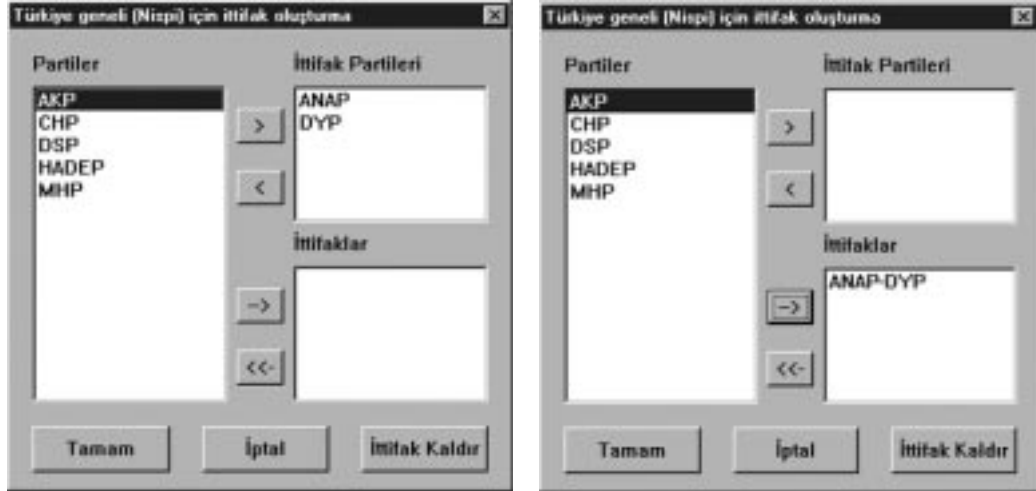 Türkiye geneli (Nispi) için ittifak oluşturma
Partiler
AKP
CHP
DSP
HADEP
MHP
>
<
->
<<-
İttifak Partileri
ANAP
DYP
İttifaklar
Tamam
İptal
İttifak Kaldır
Türkiye geneli (Nispi) için ittifak oluşturma
Partiler
AKP
CHP
DSP
HADEP
MHP
>
<
->
<<-
İttifak Partileri
İttifaklar
ANAP-DYP
Tamam
İptal
İttifak Kaldır